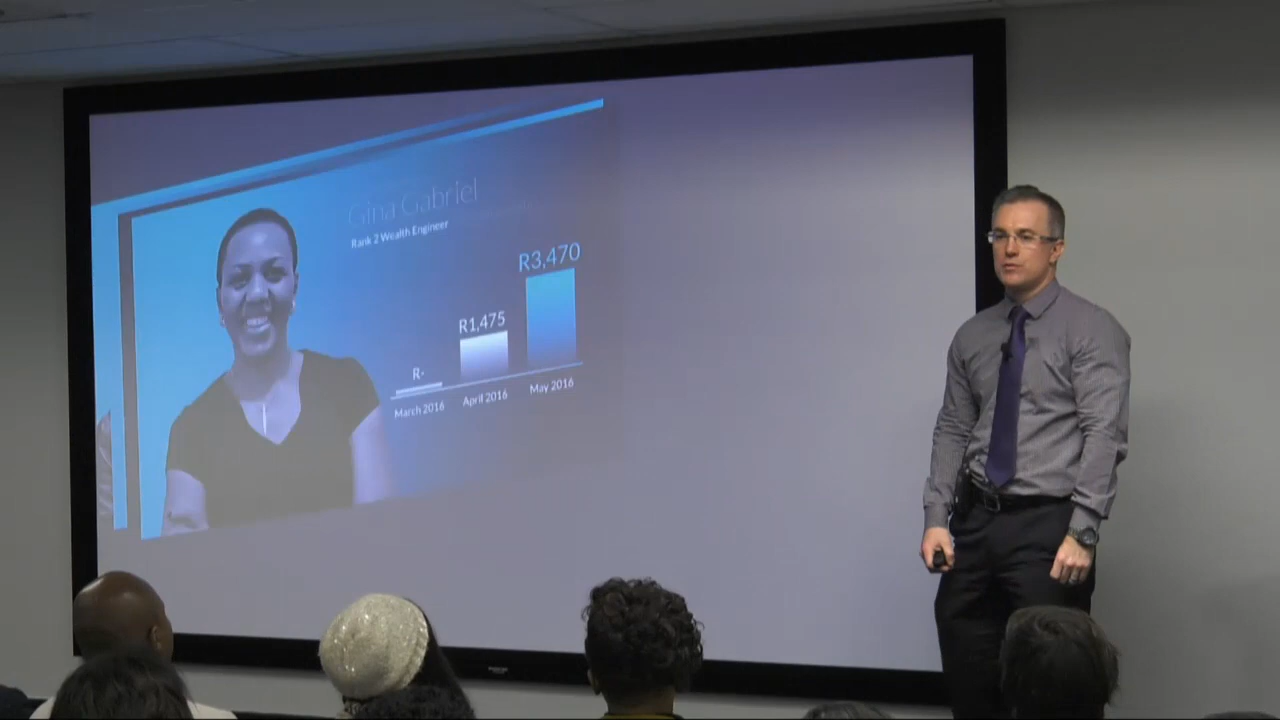 Gina Gabriel
Rank 2 Wealth Engineer
R3,470
R1,475
R-
March 2016
April 2016
May 2016